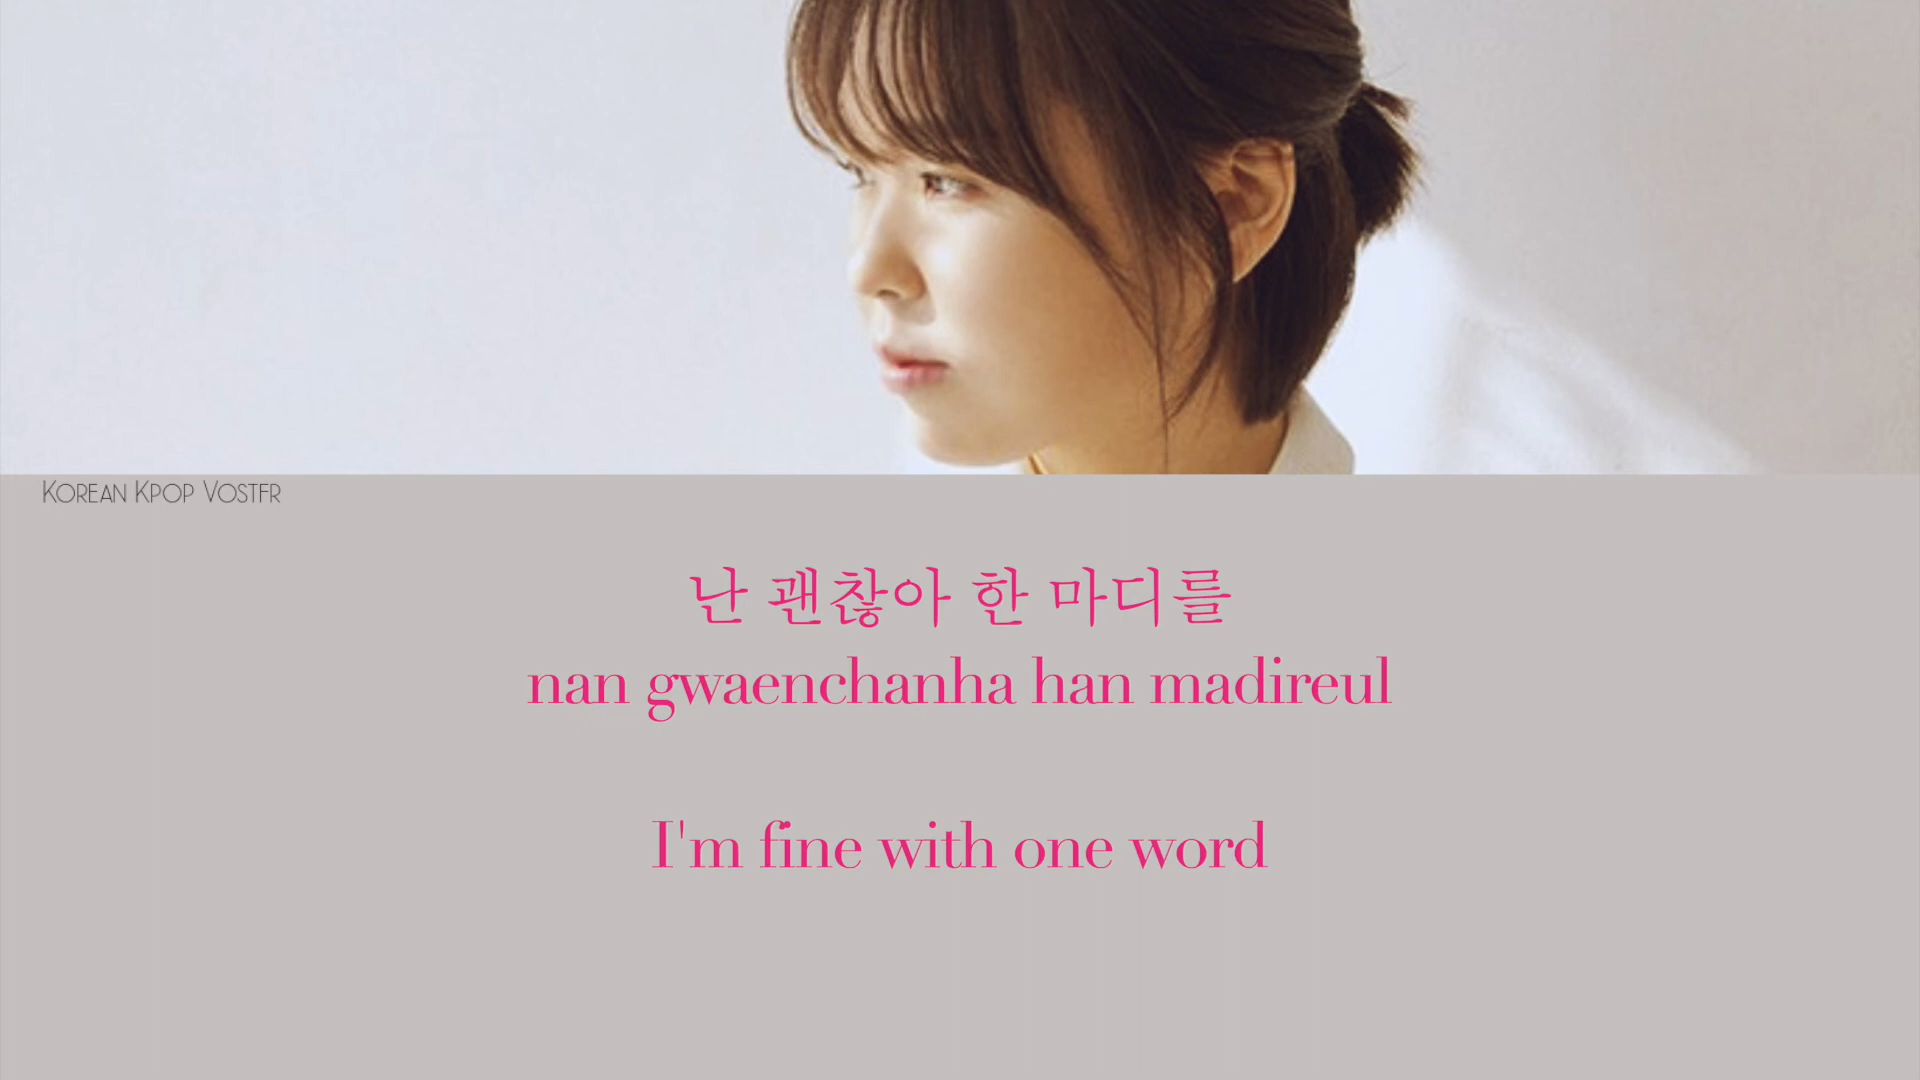 Korean Kpop Vostfr
난 괜찮아 한 마디를
nan gwaenchanha han madireul
I'm fine with one word